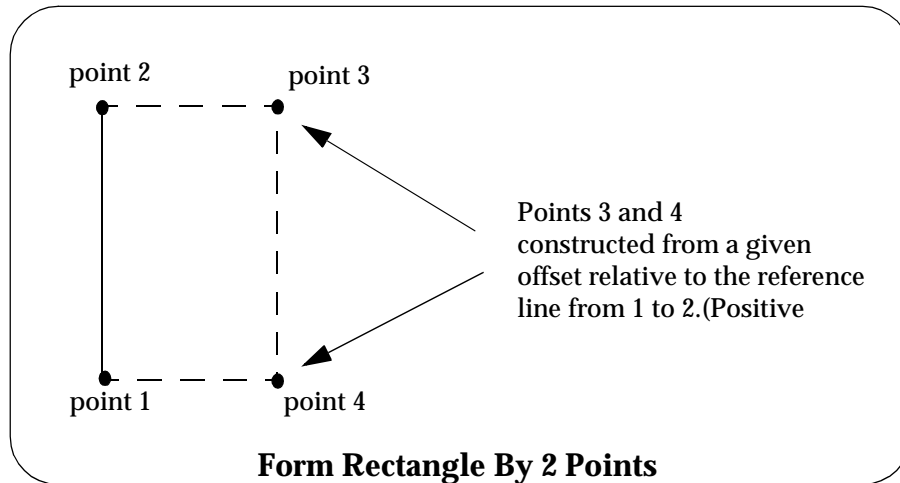 point 2
point 3
Points 3 and 4
constructed from a given
offset relative to the reference
line from 1 to 2.(Positive
point 1
point 4
Form Rectangle By 2 Points